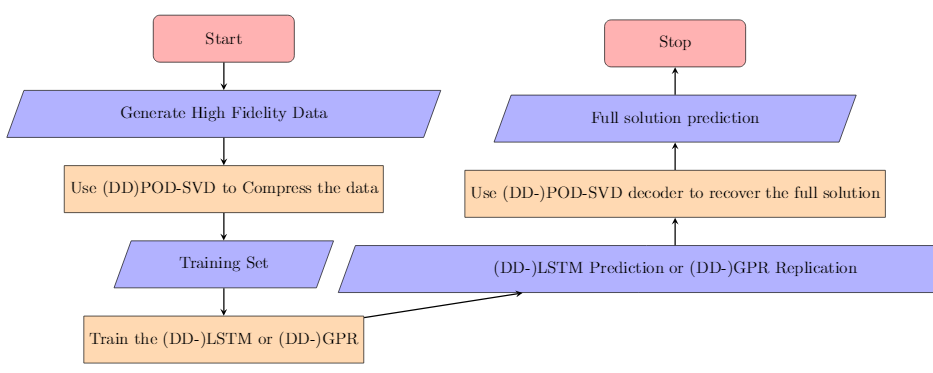 Start
Generate High Fidelity Data
Use (DD)POD-SVD to Compress the data
Training Set
Train the (DD-)LSTM or (DD-)GPR
(DD-)LSTM Prediction or (DD-)GPR Replication
Use (DD-)POD-SVD decoder to recover the full solution
Full solution prediction
Stop